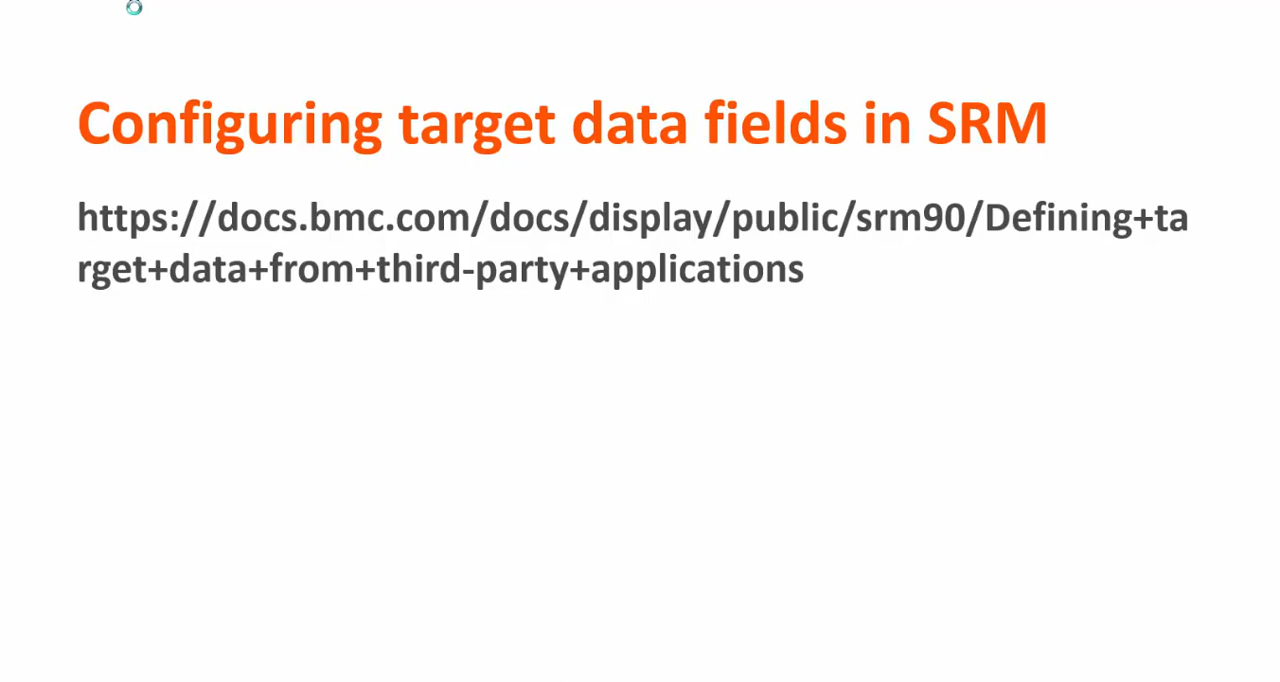 Configuring target data fields in SRM
https://docs.bmc.com/docs/display/public/srm90/Defining+ta
rget+data+from+third-party+applications